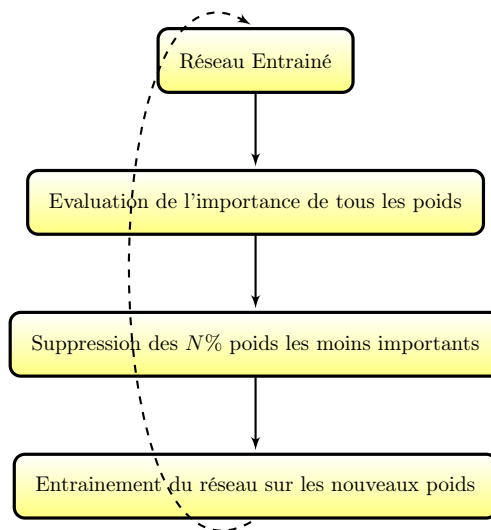 Réseau Entrainé
Evaluation de l'importance de tous les poids
Suppression des N% poids les moins importants
Entrainement du réseau sur les nouveaux poids